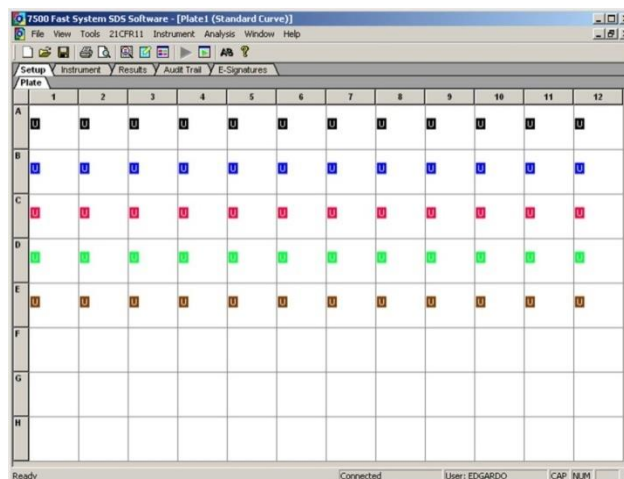 7500 Fast System SDS Software - [Plate1 (Standard Curve)]
File View Tools 21CFR11 Instrument Analysis Window Help
Setup Instrument Results Audit Trail E-Signatures
Plate
1 2 3 4 5 6 7 8 9 10 11 12
A U U U U U U U U U U U U
B U U U U U U U U U U U U
C U U U U U U U U U U U U
D U U U U U U U U U U U U
E U U U U U U U U U U U U
F
G
H
Ready Connected User: EDGARDO CAP NUM